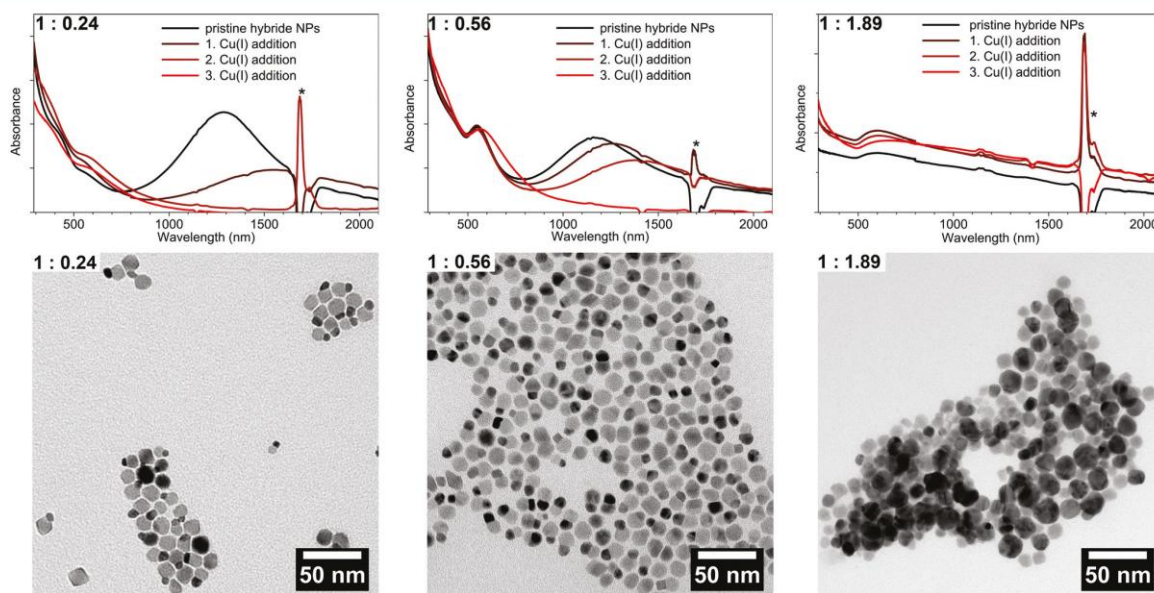 1 : 0.24
pristine hybride NPs
1. Cu(I) addition
2. Cu(I) addition
3. Cu(I) addition
*
Absorbance
500 1000 1500 2000
Wavelength (nm)
1 : 0.56
pristine hybride NPs
1. Cu(I) addition
2. Cu(I) addition
3. Cu(I) addition
*
Absorbance
500 1000 1500 2000
Wavelength (nm)
1 : 1.89
pristine hybride NPs
1. Cu(I) addition
2. Cu(I) addition
3. Cu(I) addition
*
Absorbance
500 1000 1500 2000
Wavelength (nm)
1 : 0.24
50 nm
1 : 0.56
50 nm
1 : 1.89
50 nm